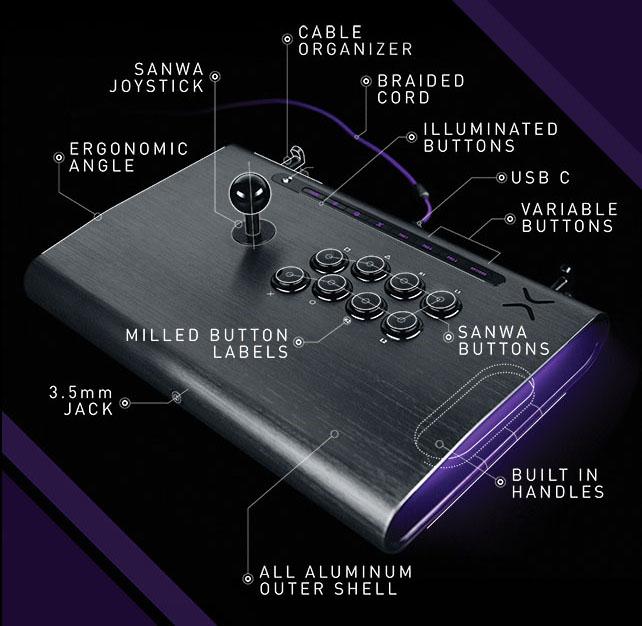 CABLE
ORGANIZER
SANWA
JOYSTICK
BRAIDED
CORD
ILLUMINATED
BUTTONS
ERGONOMIC
ANGLE
USB C
VARIABLE
BUTTONS
MILLED BUTTON
LABELS
SANWA
BUTTONS
3.5mm
JACK
BUILT IN
HANDLES
ALL ALUMINUM
OUTER SHELL